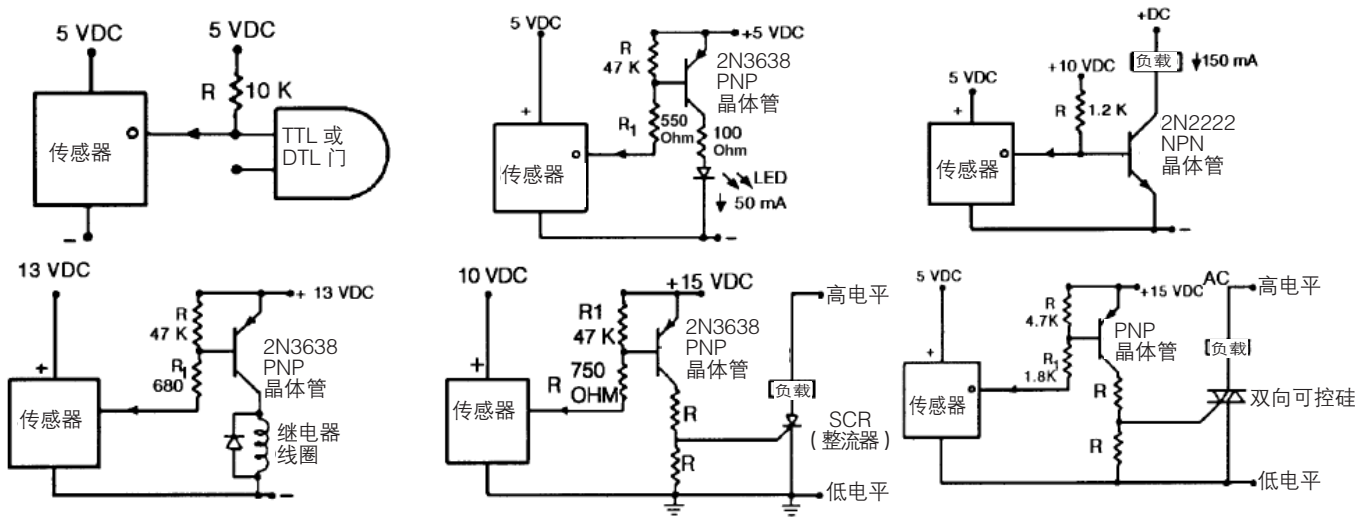 5 VDC
5 VDC
R
10 K
传感器
TTL 或
DTL 门
−
5 VDC
+5 VDC
R
47 K
2N3638
PNP
晶体管
+
R1
550
Ohm
100
Ohm
传感器
LED
50 mA
−
+DC
[负载]
150 mA
5 VDC
+10 VDC
+
R
1.2 K
2N2222
NPN
晶体管
传感器
−
13 VDC
+ 13 VDC
R
47 K
2N3638
PNP
晶体管
+
R1
680
传感器
继电器
线圈
−
10 VDC
+15 VDC
高电平
R1
47 K
2N3638
PNP
晶体管
+
R
750
OHM
[负载]
传感器
R
SCR
(整流器)
R
低电平
5 VDC
+15 VDC
AC
高电平
R
4.7K
PNP
晶体管
+
R1
1.8K
[负载]
传感器
R
双向可控硅
R
低电平